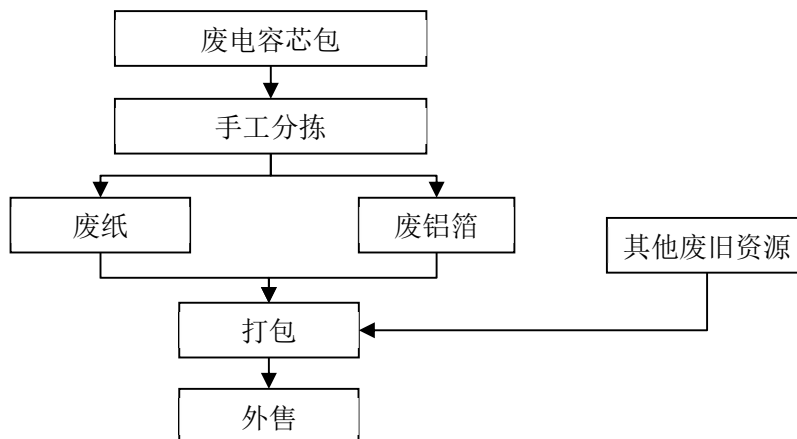 废电容芯包
手工分拣
废纸
废铝箔
其他废旧资源
打包
外售